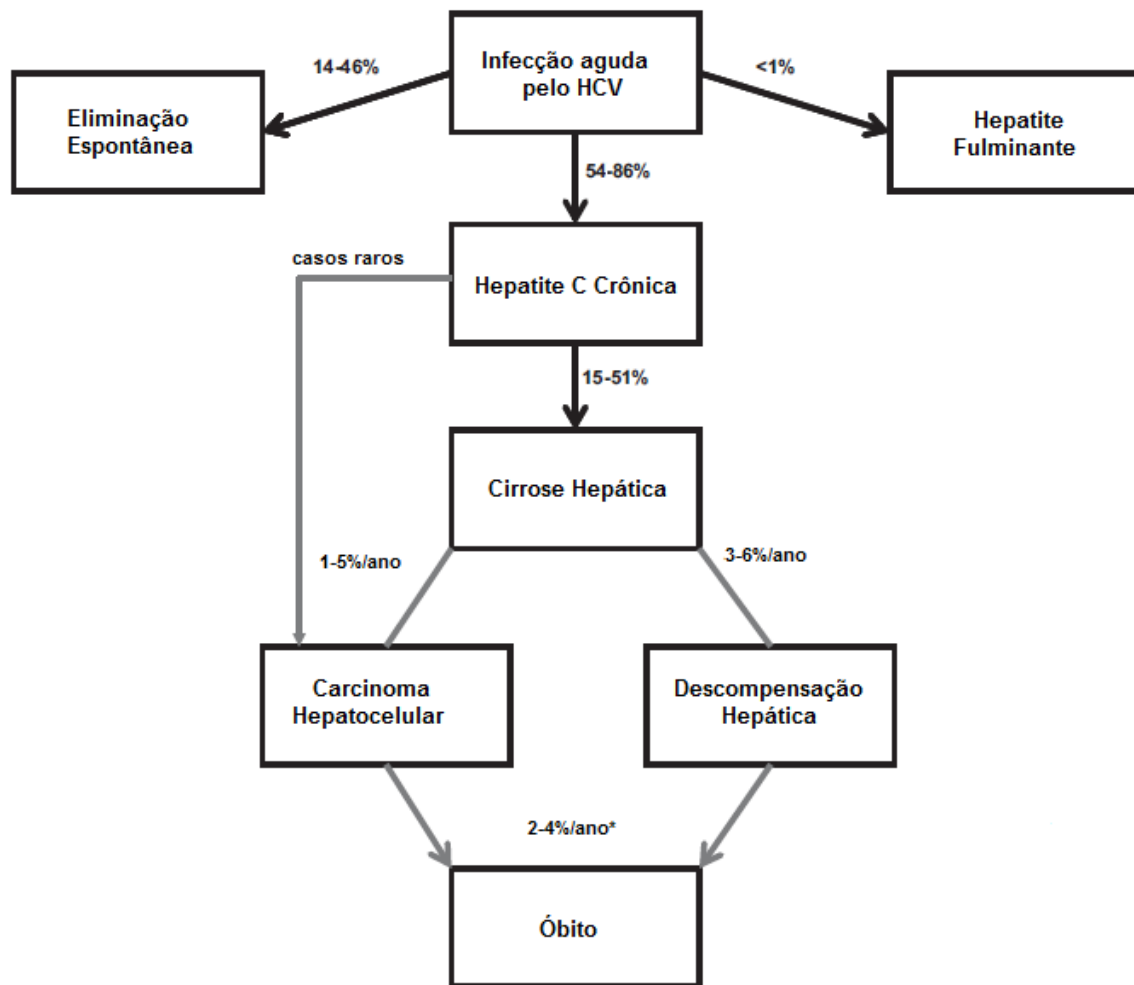 Infecção aguda
pelo HCV
14-46%
<1%
Eliminação
Espontânea
Hepatite
Fulminante
54-86%
casos raros
Hepatite C Crônica
15-51%
Cirrose Hepática
1-5%/ano
3-6%/ano
Carcinoma
Hepatocelular
Descompensação
Hepática
2-4%/ano*
Óbito